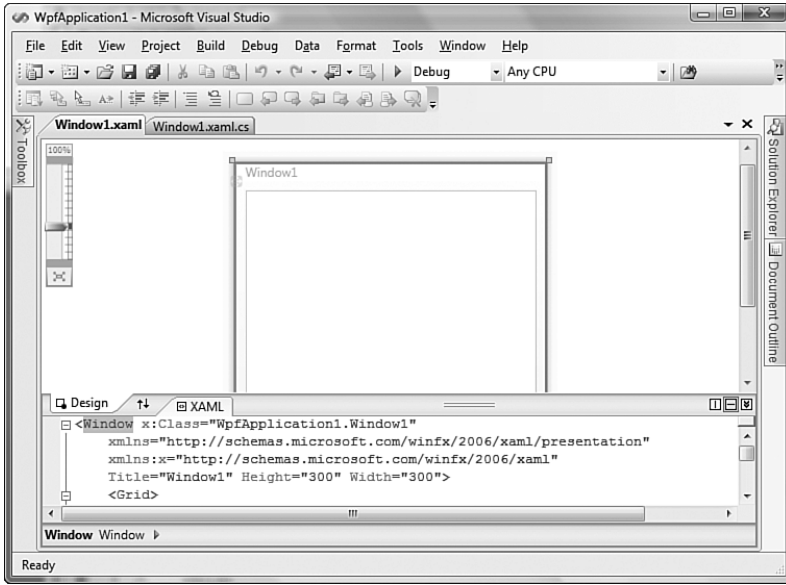 WpfApplication1 - Microsoft Visual Studio
File Edit View Project Build Debug Data Format Tools Window Help
Debug Any CPU
Window1.xaml Window1.xaml.cs
Toolbox
100%
Window1
Solution Explorer
Document Outline
Design XAML
<Window x:Class="WpfApplication1.Window1"
xmlns="http://schemas.microsoft.com/winfx/2006/xaml/presentation"
xmlns:x="http://schemas.microsoft.com/winfx/2006/xaml"
Title="Window1" Height="300" Width="300">
<Grid>
Window Window
Ready